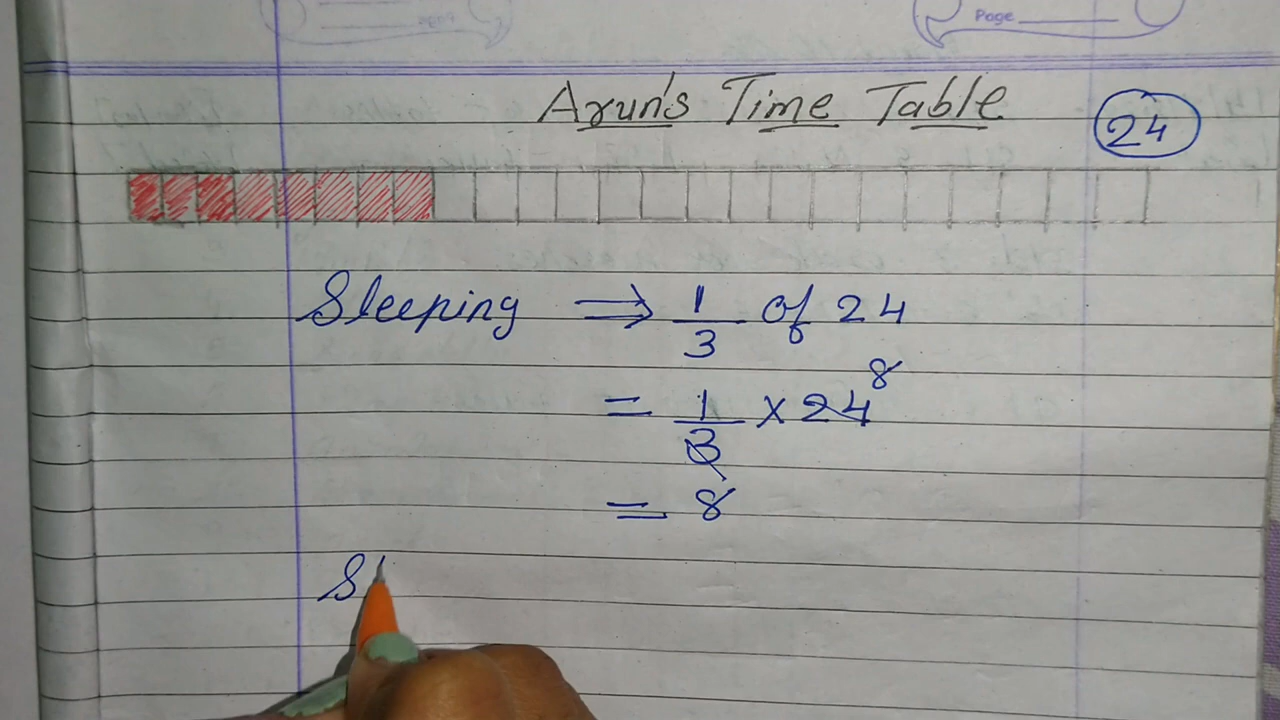 Page
Arun's Time Table
24
Sleeping ⇒ 1/3 of 24
= 1/3 × 24 8
= 8
S